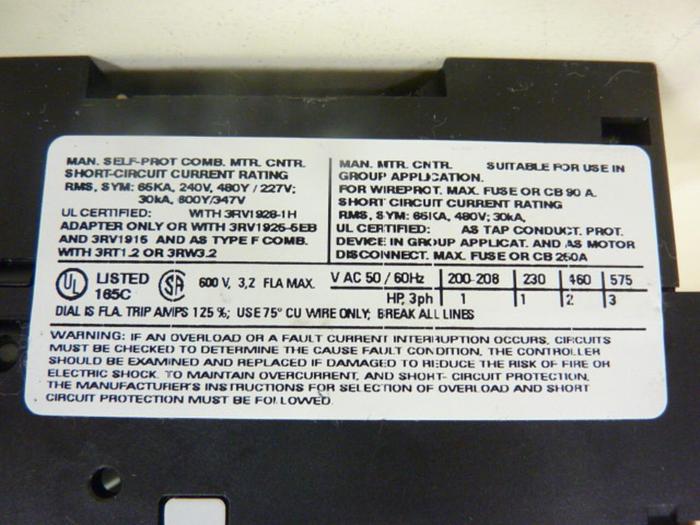 MAN. SELF-PROT COMB. MTR. CNTR.
SHORT-CIRCUIT CURRENT RATING
RMS, SYM: 65KA, 240V, 480Y / 277V;
30kA, 600Y/347V
UL CERTIFIED: WITH 3RV1928-1H
ADAPTER ONLY OR WITH 3RV1925-5EB
AND 3RV1915 AND AS TYPE F COMB.
WITH 3RT1.2 OR 3RW3.2
MAN. MTR. CNTR. SUITABLE FOR USE IN
GROUP APPLICATION.
FOR WIREPROT. MAX. FUSE OR CB 90 A.
SHORT CIRCUIT CURRENT RATING
RMS, SYM: 65KA, 480V; 30kA,
UL CERTIFIED: AS TAP CONDUCT. PROT.
DEVICE IN GROUP APPLICAT. AND AS MOTOR
DISCONNECT. MAX. FUSE OR CB 250A
UL LISTED SA 600 V, 3,2 FLA MAX.
165C
V AC 50 / 60Hz 200-208 230 460 575
HP, 3ph 1 1 2 3
DIAL IS FLA. TRIP AMPS 125 %; USE 75° CU WIRE ONLY; BREAK ALL LINES
WARNING: IF AN OVERLOAD OR A FAULT CURRENT INTERRUPTION OCCURS, CIRCUITS
MUST BE CHECKED TO DETERMINE THE CAUSE FAULT CONDITION, THE CONTROLLER
SHOULD BE EXAMINED AND REPLACED IF DAMAGED TO REDUCE THE RISK OF FIRE OR
ELECTRIC SHOCK. TO MAINTAIN OVERCURRENT, AND SHORT- CIRCUIT PROTECTION,
THE MANUFACTURER'S INSTRUCTIONS FOR SELECTION OF OVERLOAD AND SHORT
CIRCUIT PROTECTION MUST BE FOLLOWED.